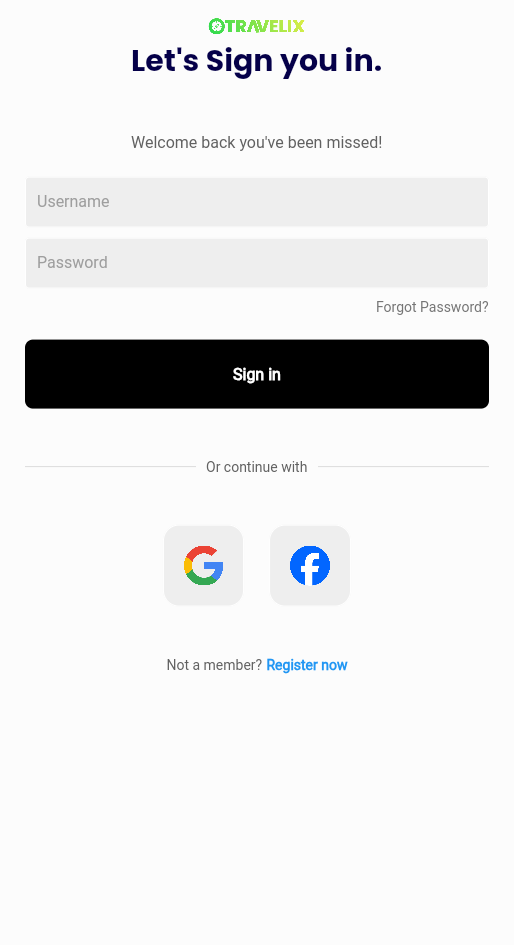 TRAVELIX
Let's Sign you in.
Welcome back you've been missed!
Username
Password
Forgot Password?
Sign in
Or continue with
Not a member? Register now